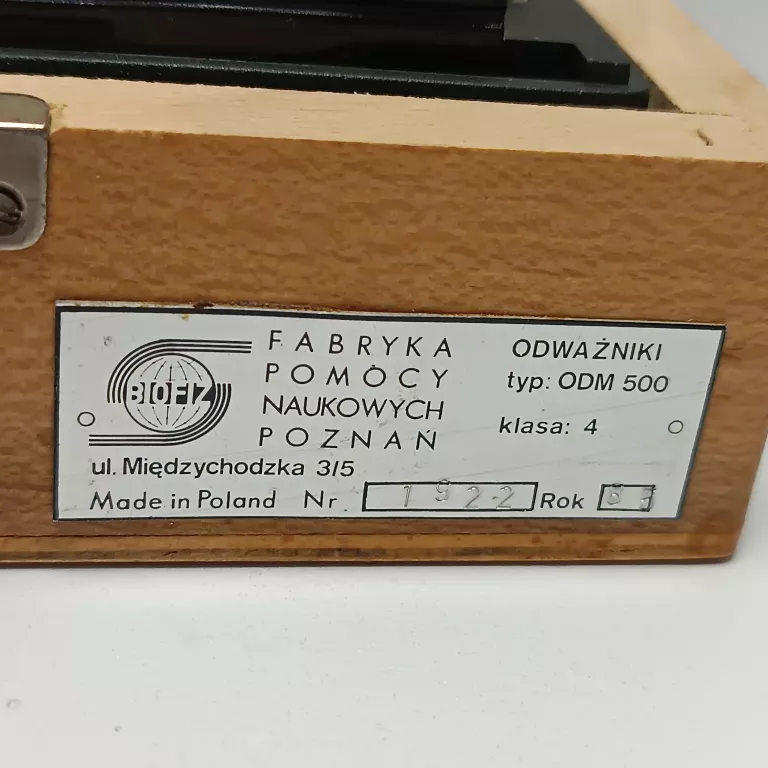 BIOFIZ
FABRYKA
POMOCY
NAUKOWYCH
POZNAŃ
ul. Międzychodzka 3/5
Made in Poland Nr. 1922 Rok
ODWAŻNIKI
typ: ODM 500
klasa: 4